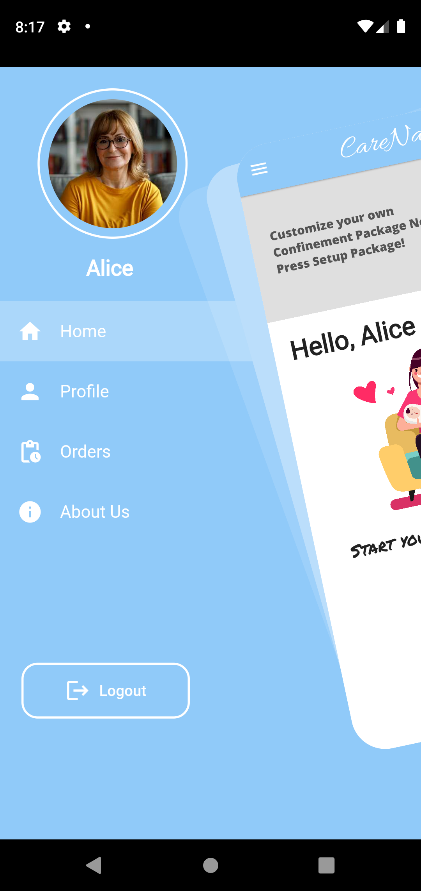 8:17
Alice
Home
Profile
Orders
About Us
Logout
Customize your own
Confinement Package
Press Setup Package!
Hello, Alice
START